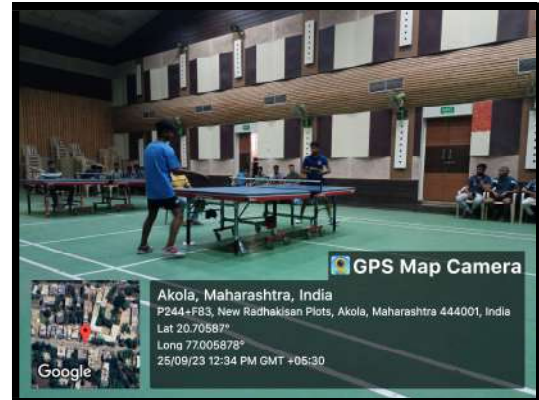 GPS Map Camera
Akola, Maharashtra, India
P244+F83, New Radhakisan Plots, Akola, Maharashtra 444001, India
Lat 20.70587°
Long 77.005878°
25/09/23 12:34 PM GMT +05:30
Google